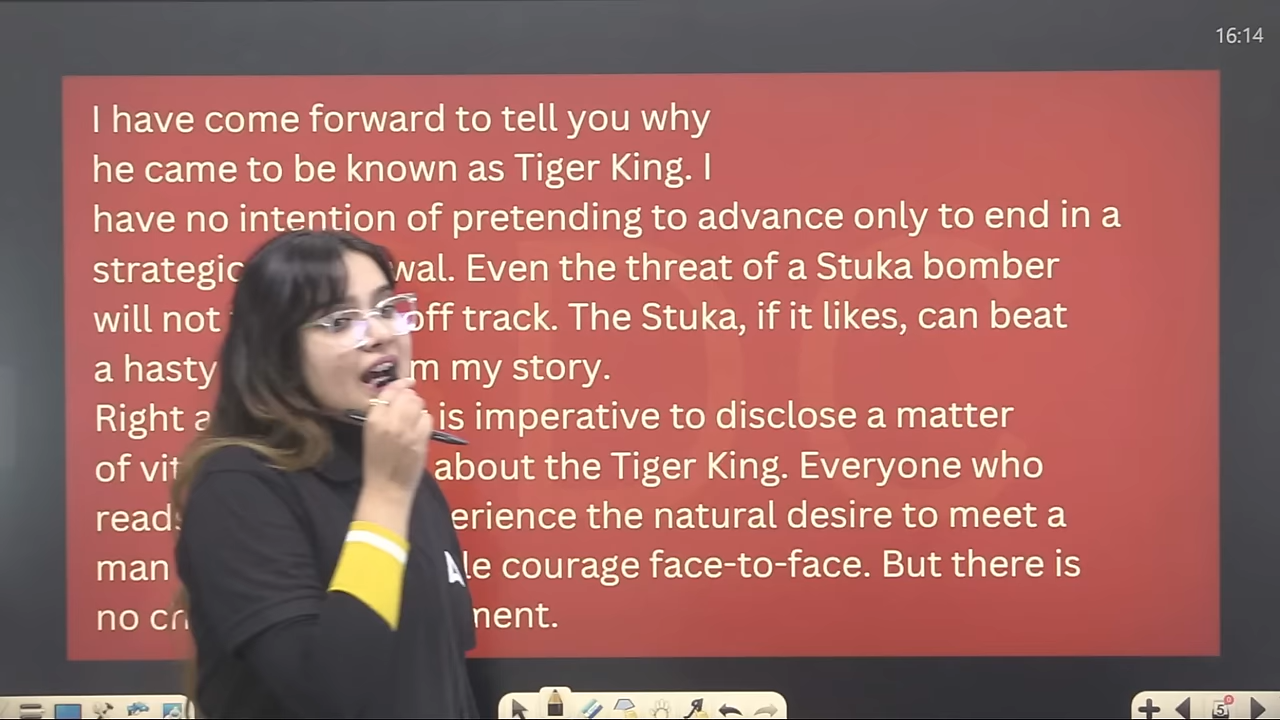 16:14
I have come forward to tell you why
he came to be known as Tiger King. I
have no intention of pretending to advance only to end in a
strategic wal. Even the threat of a Stuka bomber
will not off track. The Stuka, if it likes, can beat
a hasty m my story.
Right a is imperative to disclose a matter
of vit about the Tiger King. Everyone who
reads erience the natural desire to meet a
man le courage face-to-face. But there is
no ment.
DC
5